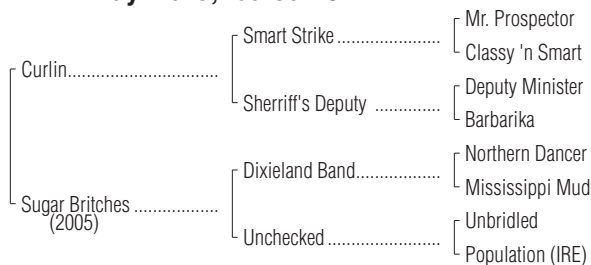 Mr. Prospector
Smart Strike ....................
Classy 'n Smart
Curlin.............................
Deputy Minister
Sherriff's Deputy ...............
Barbarika
Northern Dancer
Dixieland Band...................
Mississippi Mud
Sugar Britches ..................
(2005)
Unbridled
Unchecked ......................
Population (IRE)